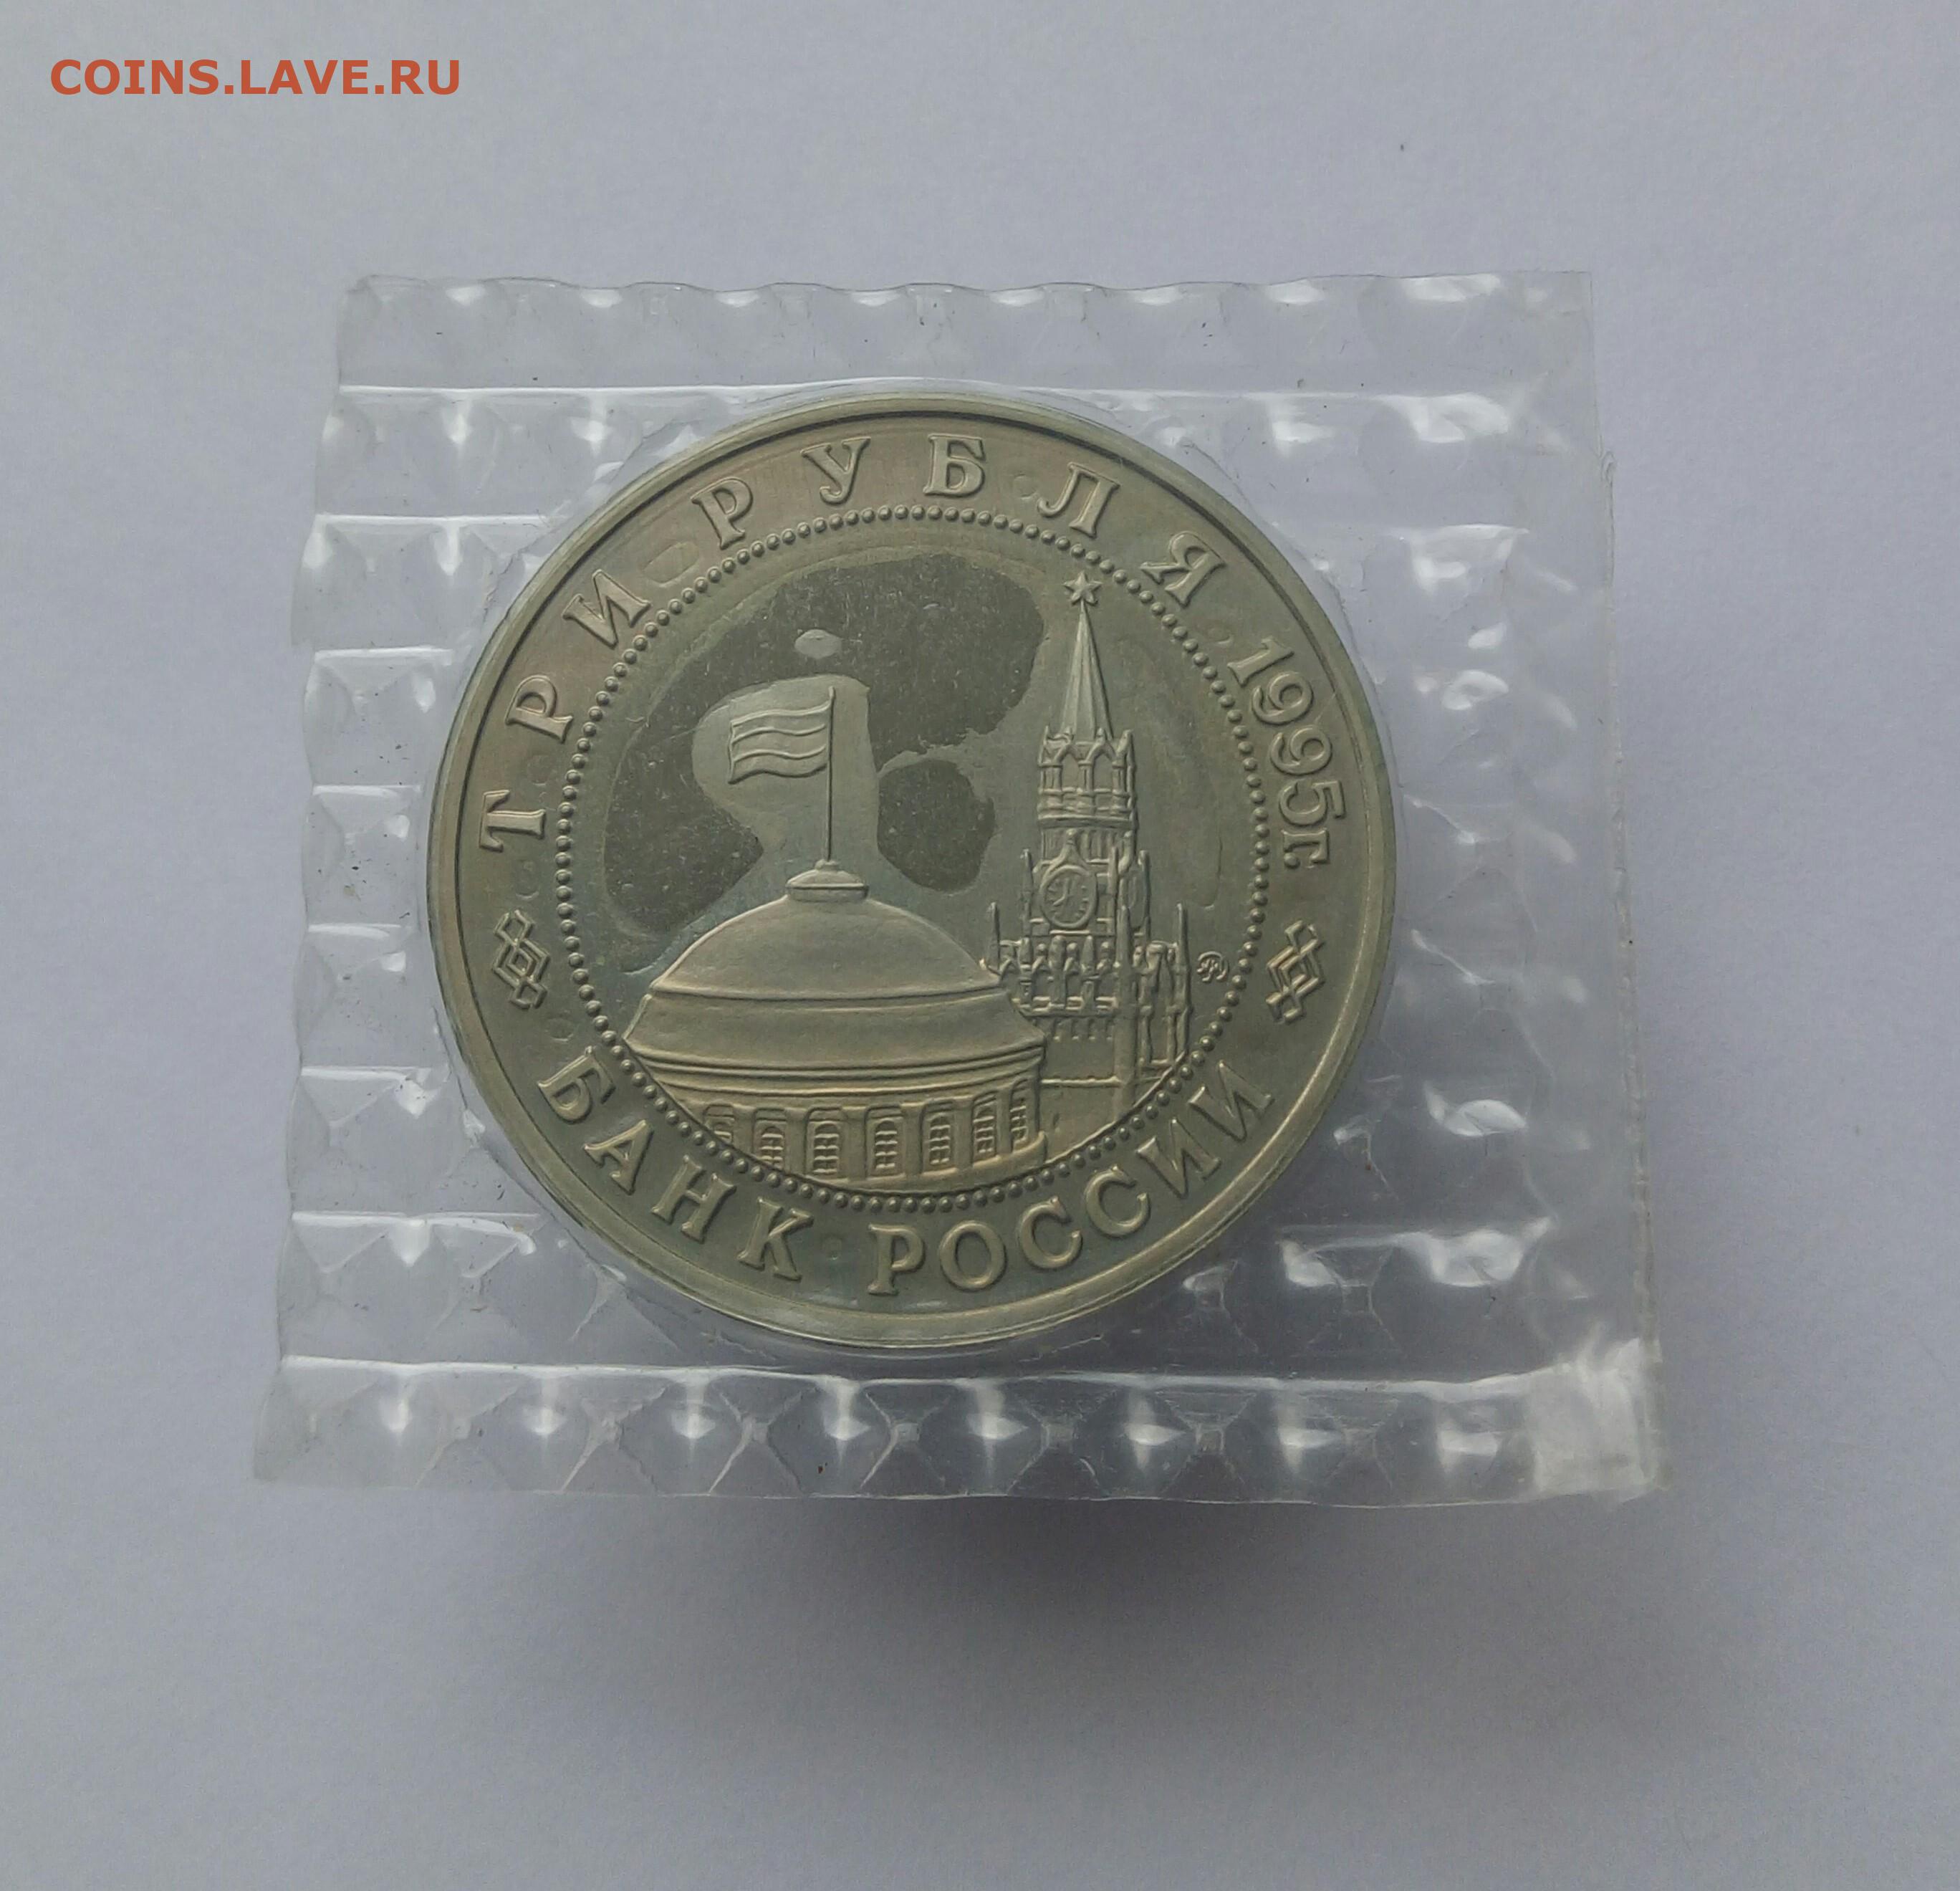 COINS.LAVE.RU
ТРИ РУБЛЯ 1995г.
БАНК РОССИИ